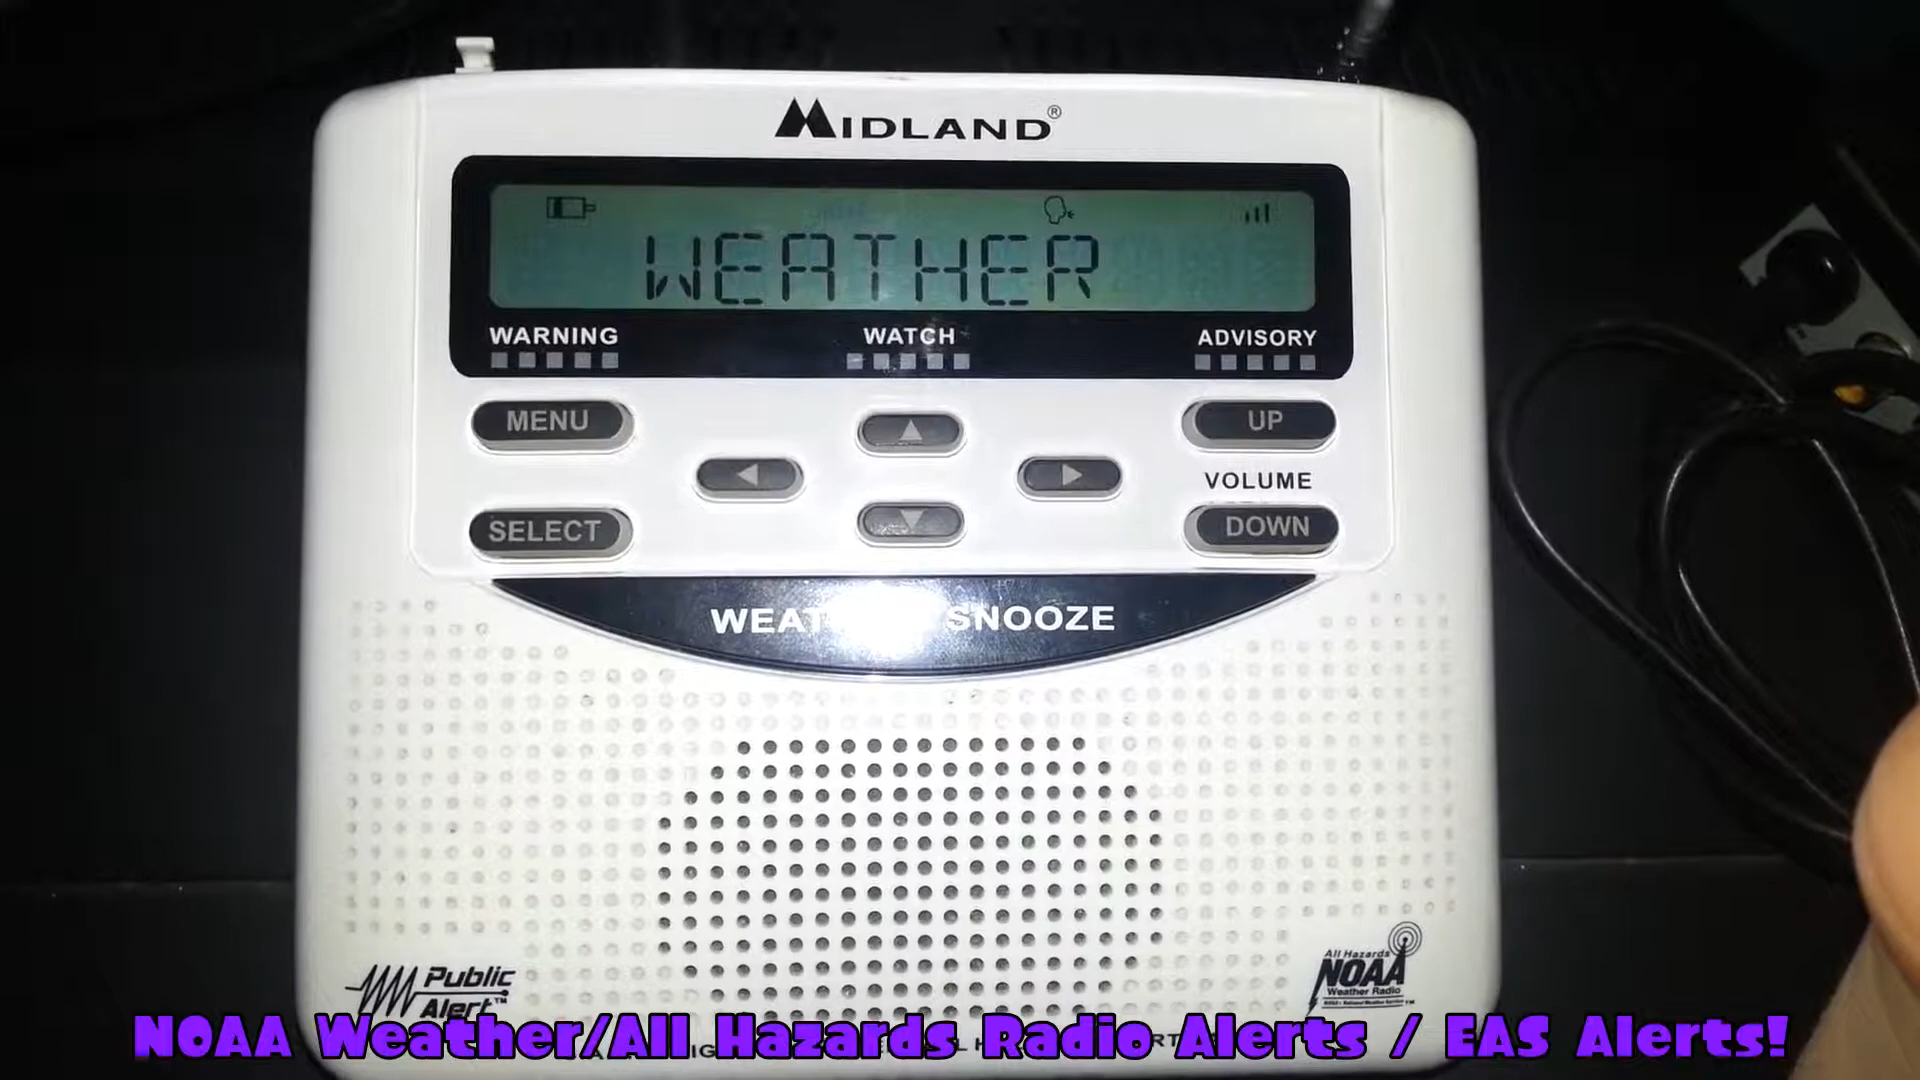 MIDLAND®
WEATHER
WARNING
WATCH
ADVISORY
MENU
UP
VOLUME
SELECT
DOWN
SNOOZE
Public
Alert™
All Hazards
NOAA
Weather Radio
NOAA Weather/All Hazards Radio Alerts / EAS Alerts!